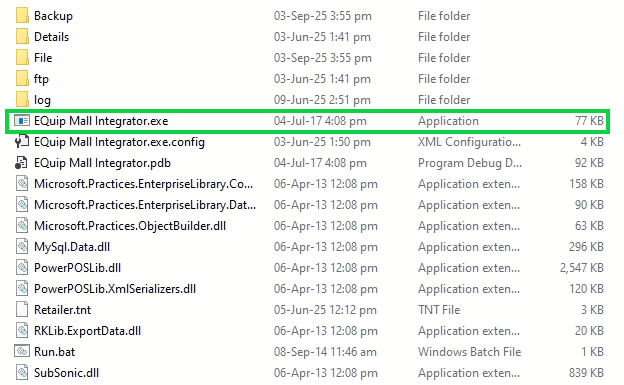 Backup 03-Sep-25 3:55 pm File folder
Details 03-Jun-25 1:41 pm File folder
File 03-Sep-25 3:55 pm File folder
ftp 03-Jun-25 1:41 pm File folder
log 09-Jun-25 2:51 pm File folder
EQuip Mall Integrator.exe 04-Jul-17 4:08 pm Application 77 KB
EQuip Mall Integrator.exe.config 03-Jun-25 1:50 pm XML Configuratio... 4 KB
EQuip Mall Integrator.pdb 04-Jul-17 4:08 pm Program Debug D... 92 KB
Microsoft.Practices.EnterpriseLibrary.Co... 06-Apr-13 12:08 pm Application exten... 158 KB
Microsoft.Practices.EnterpriseLibrary.Dat... 06-Apr-13 12:08 pm Application exten... 90 KB
Microsoft.Practices.ObjectBuilder.dll 06-Apr-13 12:08 pm Application exten... 63 KB
MySql.Data.dll 06-Apr-13 12:08 pm Application exten... 296 KB
PowerPOSLib.dll 06-Apr-13 12:08 pm Application exten... 2,547 KB
PowerPOSLib.XmlSerializers.dll 06-Apr-13 12:08 pm Application exten... 120 KB
Retailer.tnt 05-Jun-25 12:12 pm TNT File 3 KB
RKLib.ExportData.dll 06-Apr-13 12:08 pm Application exten... 20 KB
Run.bat 08-Sep-14 11:46 am Windows Batch File 1 KB
SubSonic.dll 06-Apr-13 12:08 pm Application exten... 839 KB